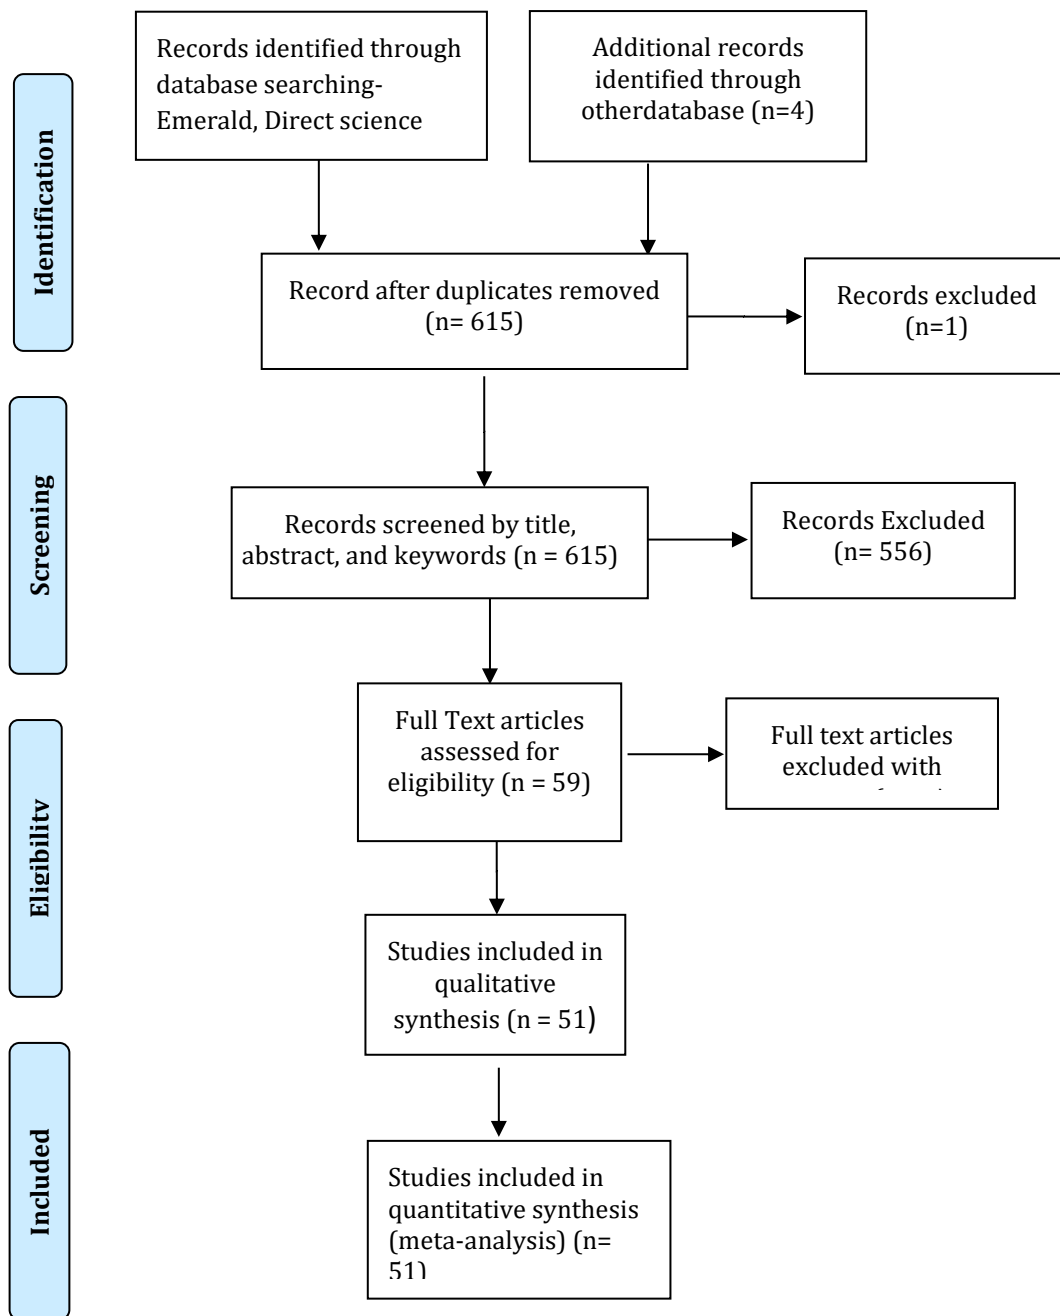 Records identified through
database searching-
Emerald, Direct science
Additional records
identified through
otherdatabase (n=4)
Identification
Record after duplicates removed
(n= 615)
Records excluded
(n=1)
Screening
Records screened by title,
abstract, and keywords (n = 615)
Records Excluded
(n= 556)
Eligibility
Full Text articles
assessed for
eligibility (n = 59)
Full text articles
excluded with
Studies included in
qualitative
synthesis (n = 51)
Included
Studies included in
quantitative synthesis
(meta-analysis) (n=
51)